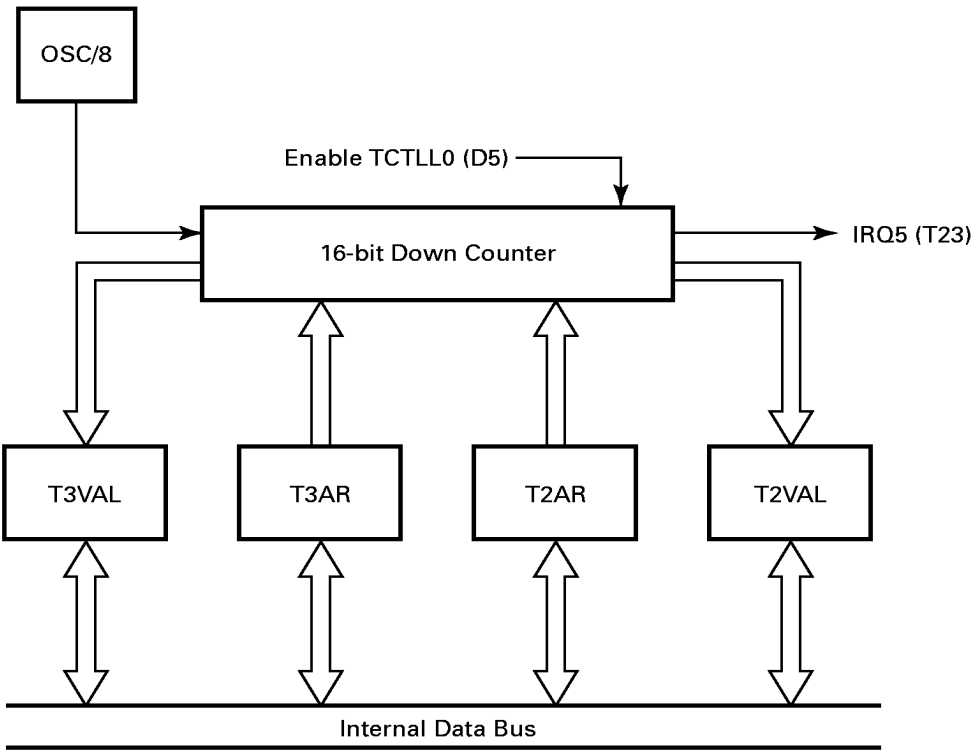 OSC/8
Enable TCTLL0 (D5)
16-bit Down Counter
IRQ5 (T23)
T3VAL
T3AR
T2AR
T2VAL
Internal Data Bus